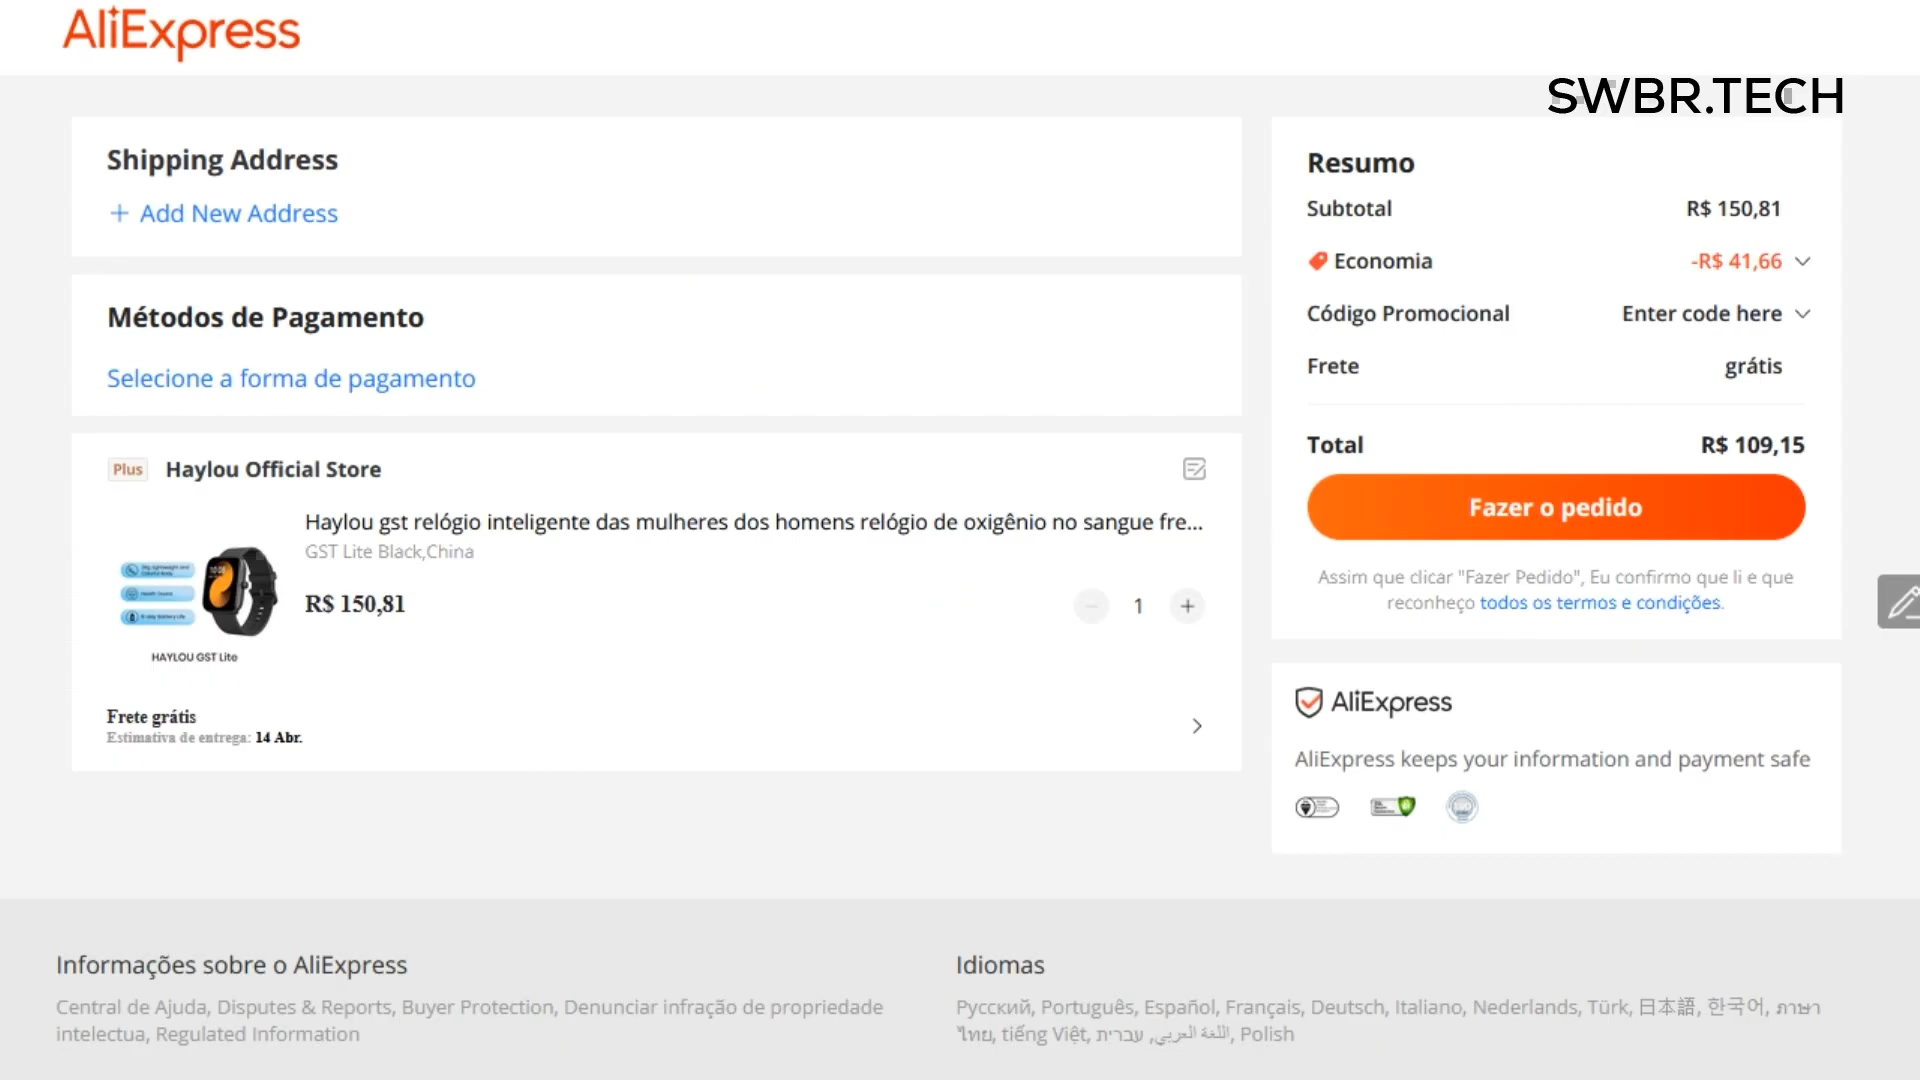 AliExpress
SWBR.TECH
Shipping Address
+ Add New Address
Métodos de Pagamento
Selecione a forma de pagamento
Plus Haylou Official Store
Haylou gst relógio inteligente das mulheres dos homens relógio de oxigênio no sangue fre...
GST Lite Black,China
R$ 150,81
1
HAYLOU GST Lite
Frete grátis
Estimativa de entrega: 14 Abr.
Resumo
Subtotal R$ 150,81
Economia -R$ 41,66
Código Promocional Enter code here
Frete grátis
Total R$ 109,15
Fazer o pedido
Assim que clicar "Fazer Pedido", Eu confirmo que li e que
reconheço todos os termos e condições.
AliExpress
AliExpress keeps your information and payment safe
Informações sobre o AliExpress
Central de Ajuda, Disputes & Reports, Buyer Protection, Denunciar infração de propriedade
intelectua, Regulated Information
Idiomas
Русский, Português, Español, Français, Deutsch, Italiano, Nederlands, Türk, 日本語, 한국어, ภาษา
ไทย, tiếng Việt, اللغة العربي, עברית, Polish